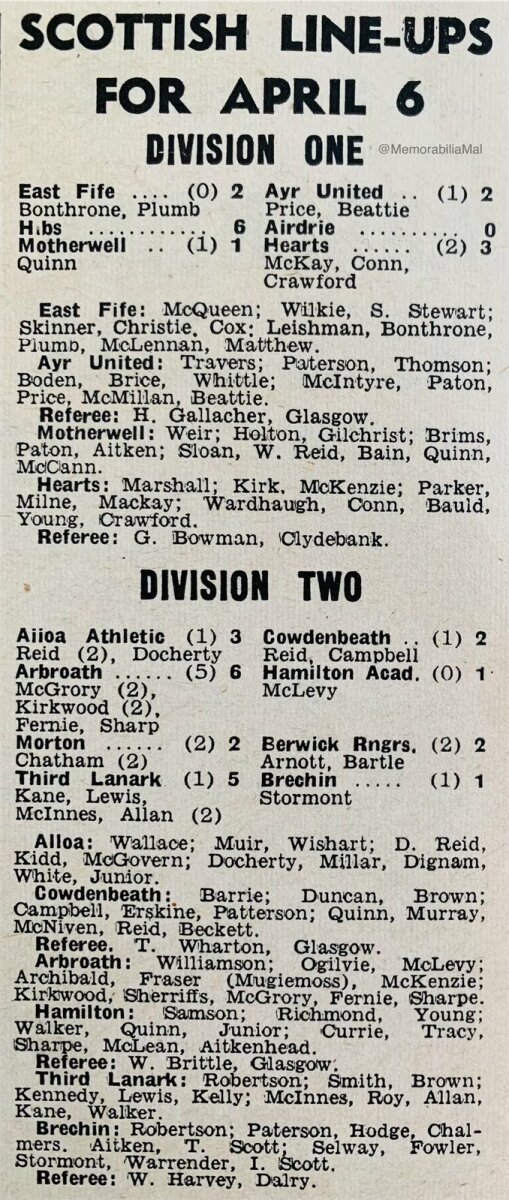 SCOTTISH LINE-UPS
FOR APRIL 6
@MemorabiliaMal
DIVISION ONE
East Fife .... (0) 2 Ayr United .. (1) 2
Bonthrone, Plumb Price, Beattie
Hibs ............ 6 Airdrie .......... 0
Motherwell .. (1) 1 Hearts ...... (2) 3
Quinn McKay, Conn,
Crawford
East Fife: McQueen; Wilkie, S. Stewart;
Skinner, Christie, Cox; Leishman, Bonthrone,
Plumb, McLennan, Matthew.
Ayr United: Travers; Paterson, Thomson;
Boden, Brice, Whittle; McIntyre, Paton,
Price, McMillan, Beattie.
Referee: H. Gallacher, Glasgow.
Motherwell: Weir; Holton, Gilchrist; Brims,
Paton, Aitken; Sloan, W. Reid, Bain, Quinn,
McCann.
Hearts: Marshall; Kirk, McKenzie; Parker,
Milne, Mackay; Wardhaugh, Conn, Bauld,
Young, Crawford.
Referee: G. Bowman, Clydebank.
DIVISION TWO
Alloa Athletic (1) 3 Cowdenbeath .. (1) 2
Reid (2), Docherty Reid, Campbell
Arbroath ...... (5) 6 Hamilton Acad. (0) 1
McGrory (2), McLevy
Kirkwood (2),
Fernie, Sharp
Morton ...... (2) 2 Berwick Rngrs. (2) 2
Chatham (2) Arnott, Bartle
Third Lanark (1) 5 Brechin ..... (1) 1
Kane, Lewis, Stormont
McInnes, Allan (2)
Alloa: Wallace; Muir, Wishart; D. Reid,
Kidd, McGovern; Docherty, Millar, Dignam,
White, Junior.
Cowdenbeath: Barrie; Duncan, Brown;
Campbell, Erskine, Patterson; Quinn, Murray,
McNiven, Reid, Beckett.
Referee. T. Wharton, Glasgow.
Arbroath: Williamson; Ogilvie, McLevy;
Archibald, Fraser (Mugiemoss), McKenzie;
Kirkwood, Sherriffs, McGrory, Fernie, Sharpe.
Hamilton: Samson; Richmond, Young;
Walker, Quinn, Junior; Currie, Tracy,
Sharpe, McLean, Aitkenhead.
Referee: W. Brittle, Glasgow.
Third Lanark: Robertson; Smith, Brown;
Kennedy, Lewis, Kelly; McInnes, Roy, Allan,
Kane, Walker.
Brechin: Robertson; Paterson, Hodge, Chal-
mers. Aitken, T. Scott; Selway, Fowler,
Stormont, Warrender, I. Scott.
Referee: W. Harvey, Dalry.